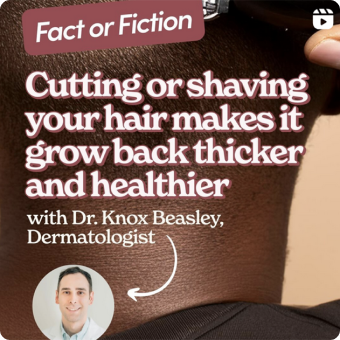 Fact or Fiction
Cutting or shaving
your hair makes it
grow back thicker
and healthier
with Dr. Knox Beasley,
Dermatologist